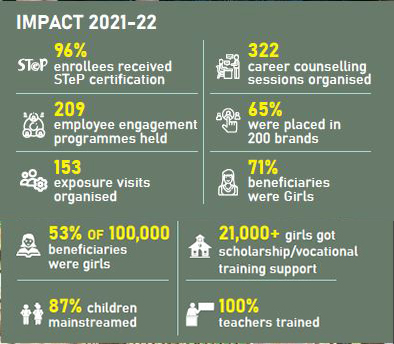 IMPACT 2021-22
STeP
96%
enrollees received
STeP certification
322
career counselling
sessions organised
209
employee engagement
programmes held
65%
were placed in
200 brands
153
exposure visits
organised
71%
beneficiaries
were Girls
53% OF 100,000
beneficiaries
were girls
21,000+ girls got
scholarship/vocational
training support
87% children
mainstreamed
100%
teachers trained